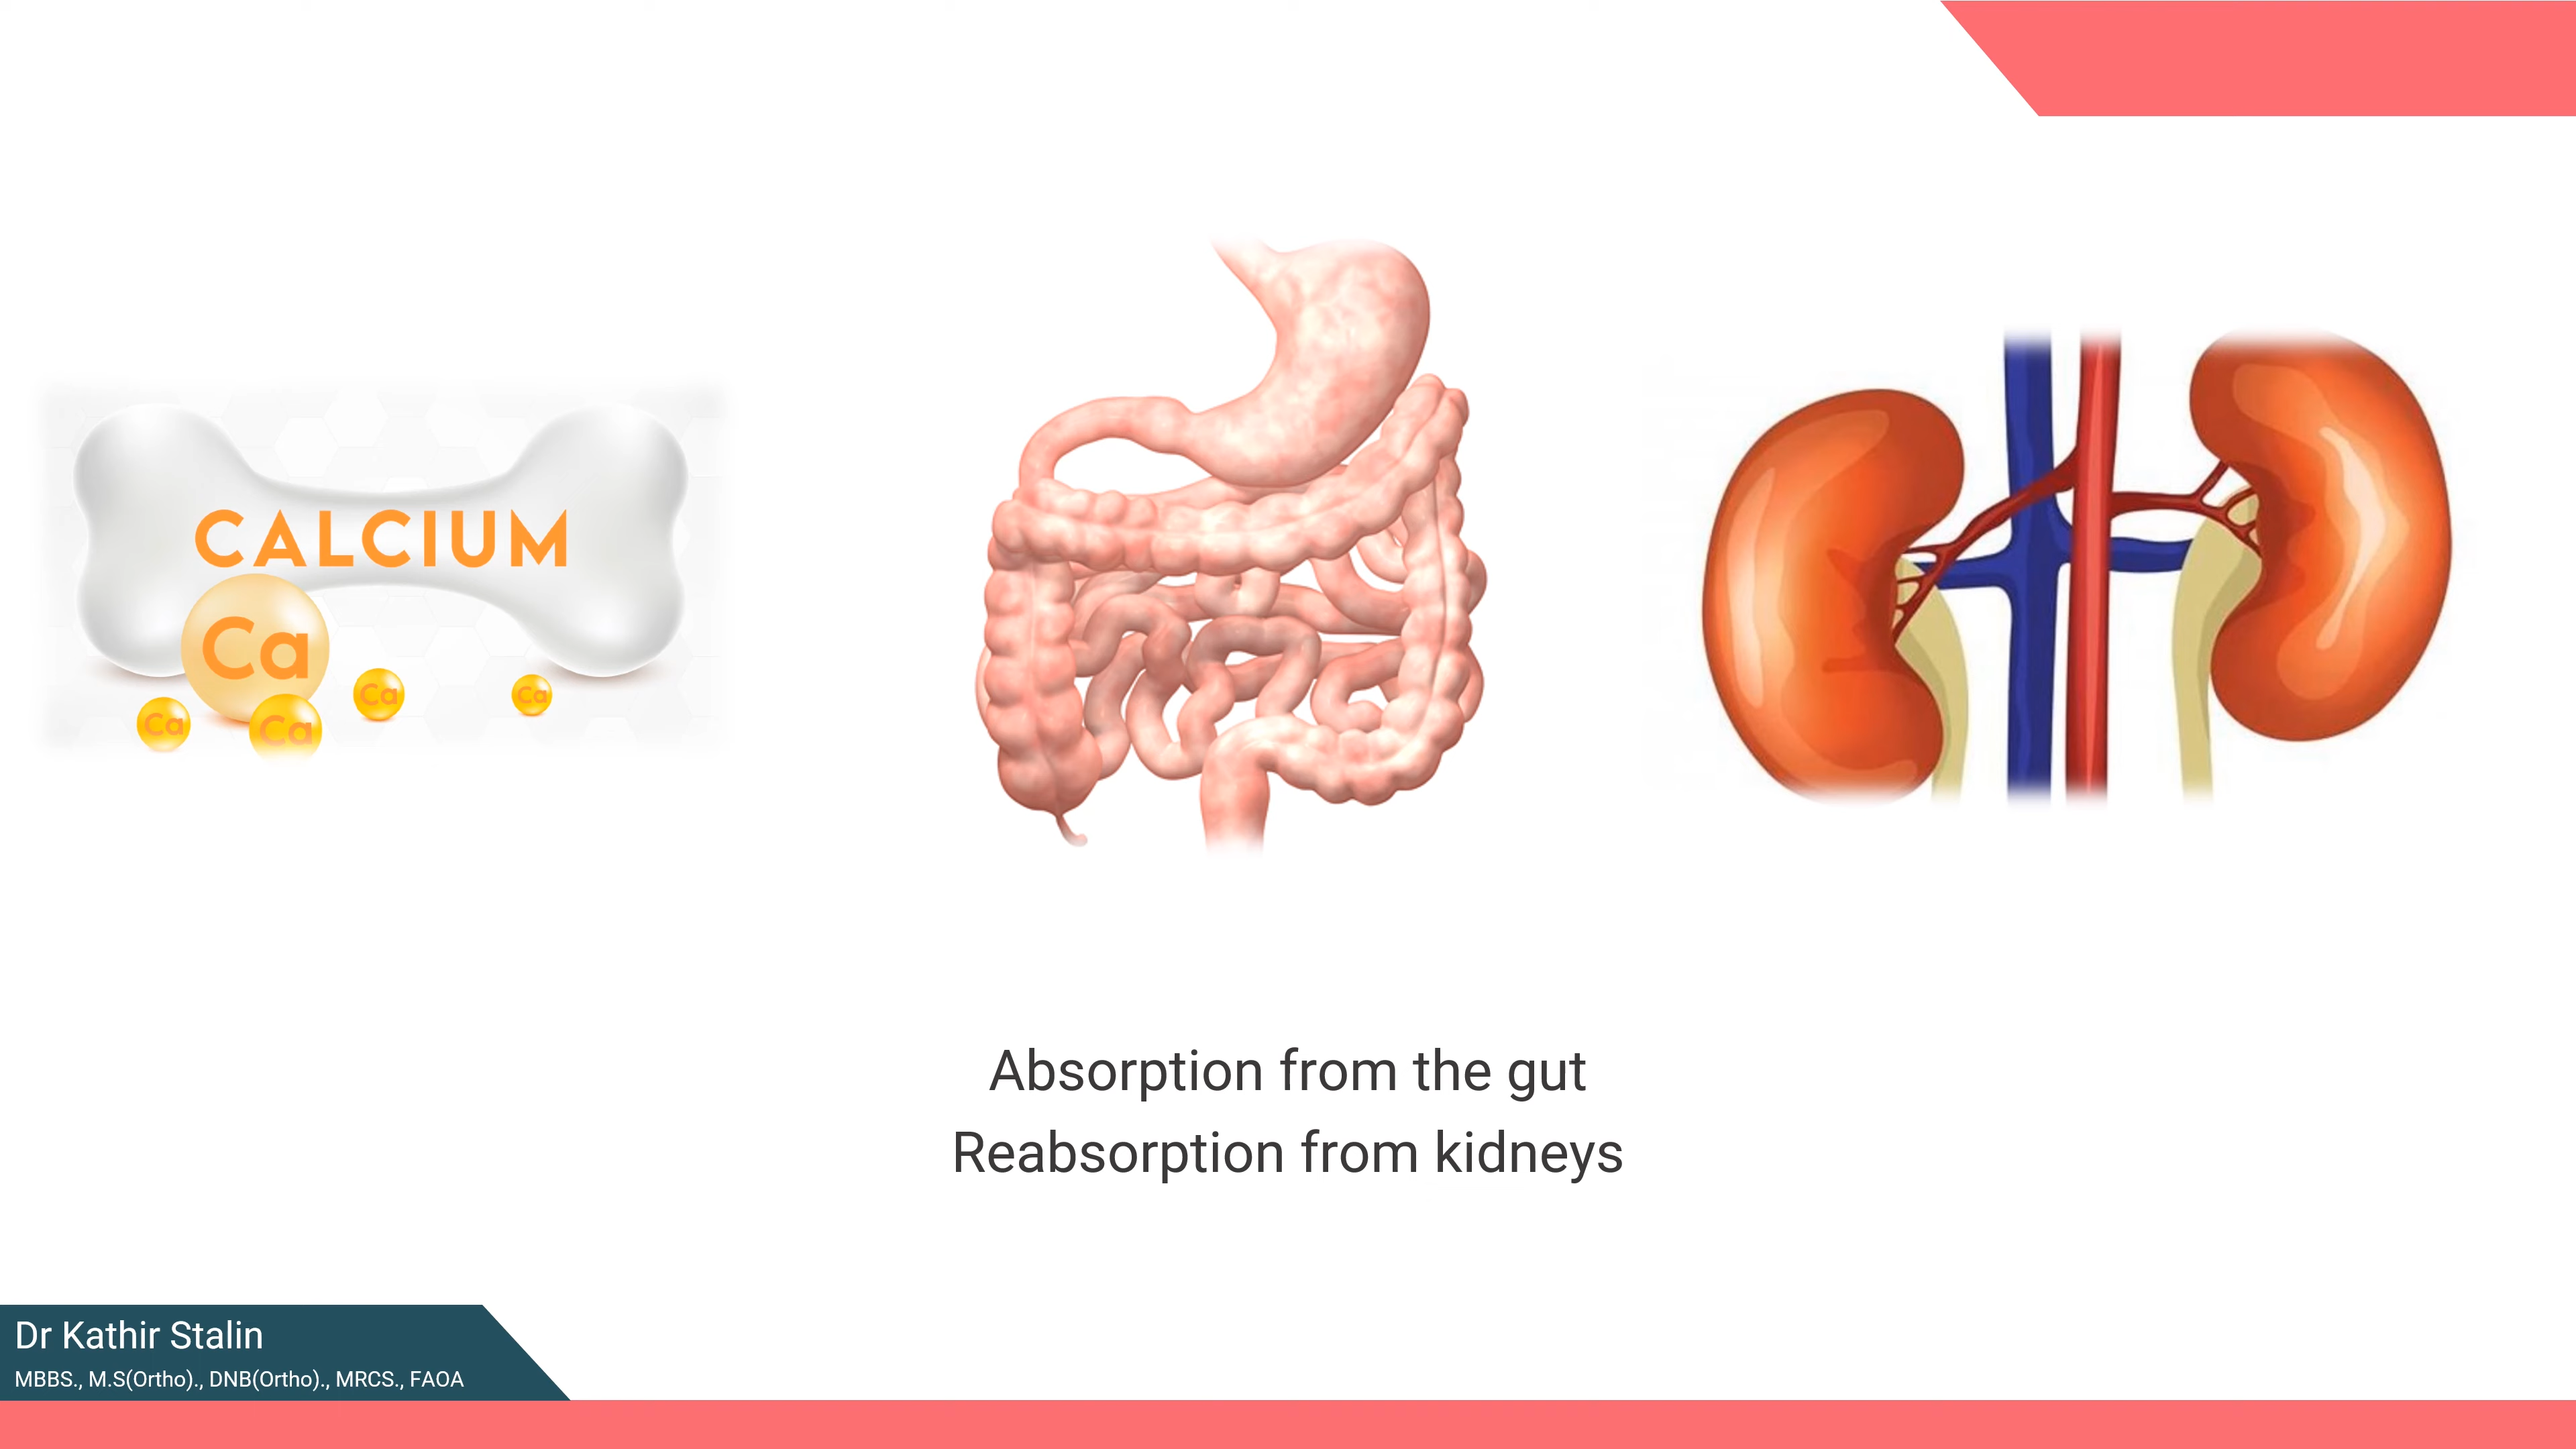 CALCIUM
Ca
Ca
Ca
Ca
Ca
Absorption from the gut
Reabsorption from kidneys
Dr Kathir Stalin
MBBS., M.S(Ortho)., DNB(Ortho)., MRCS., FAOA